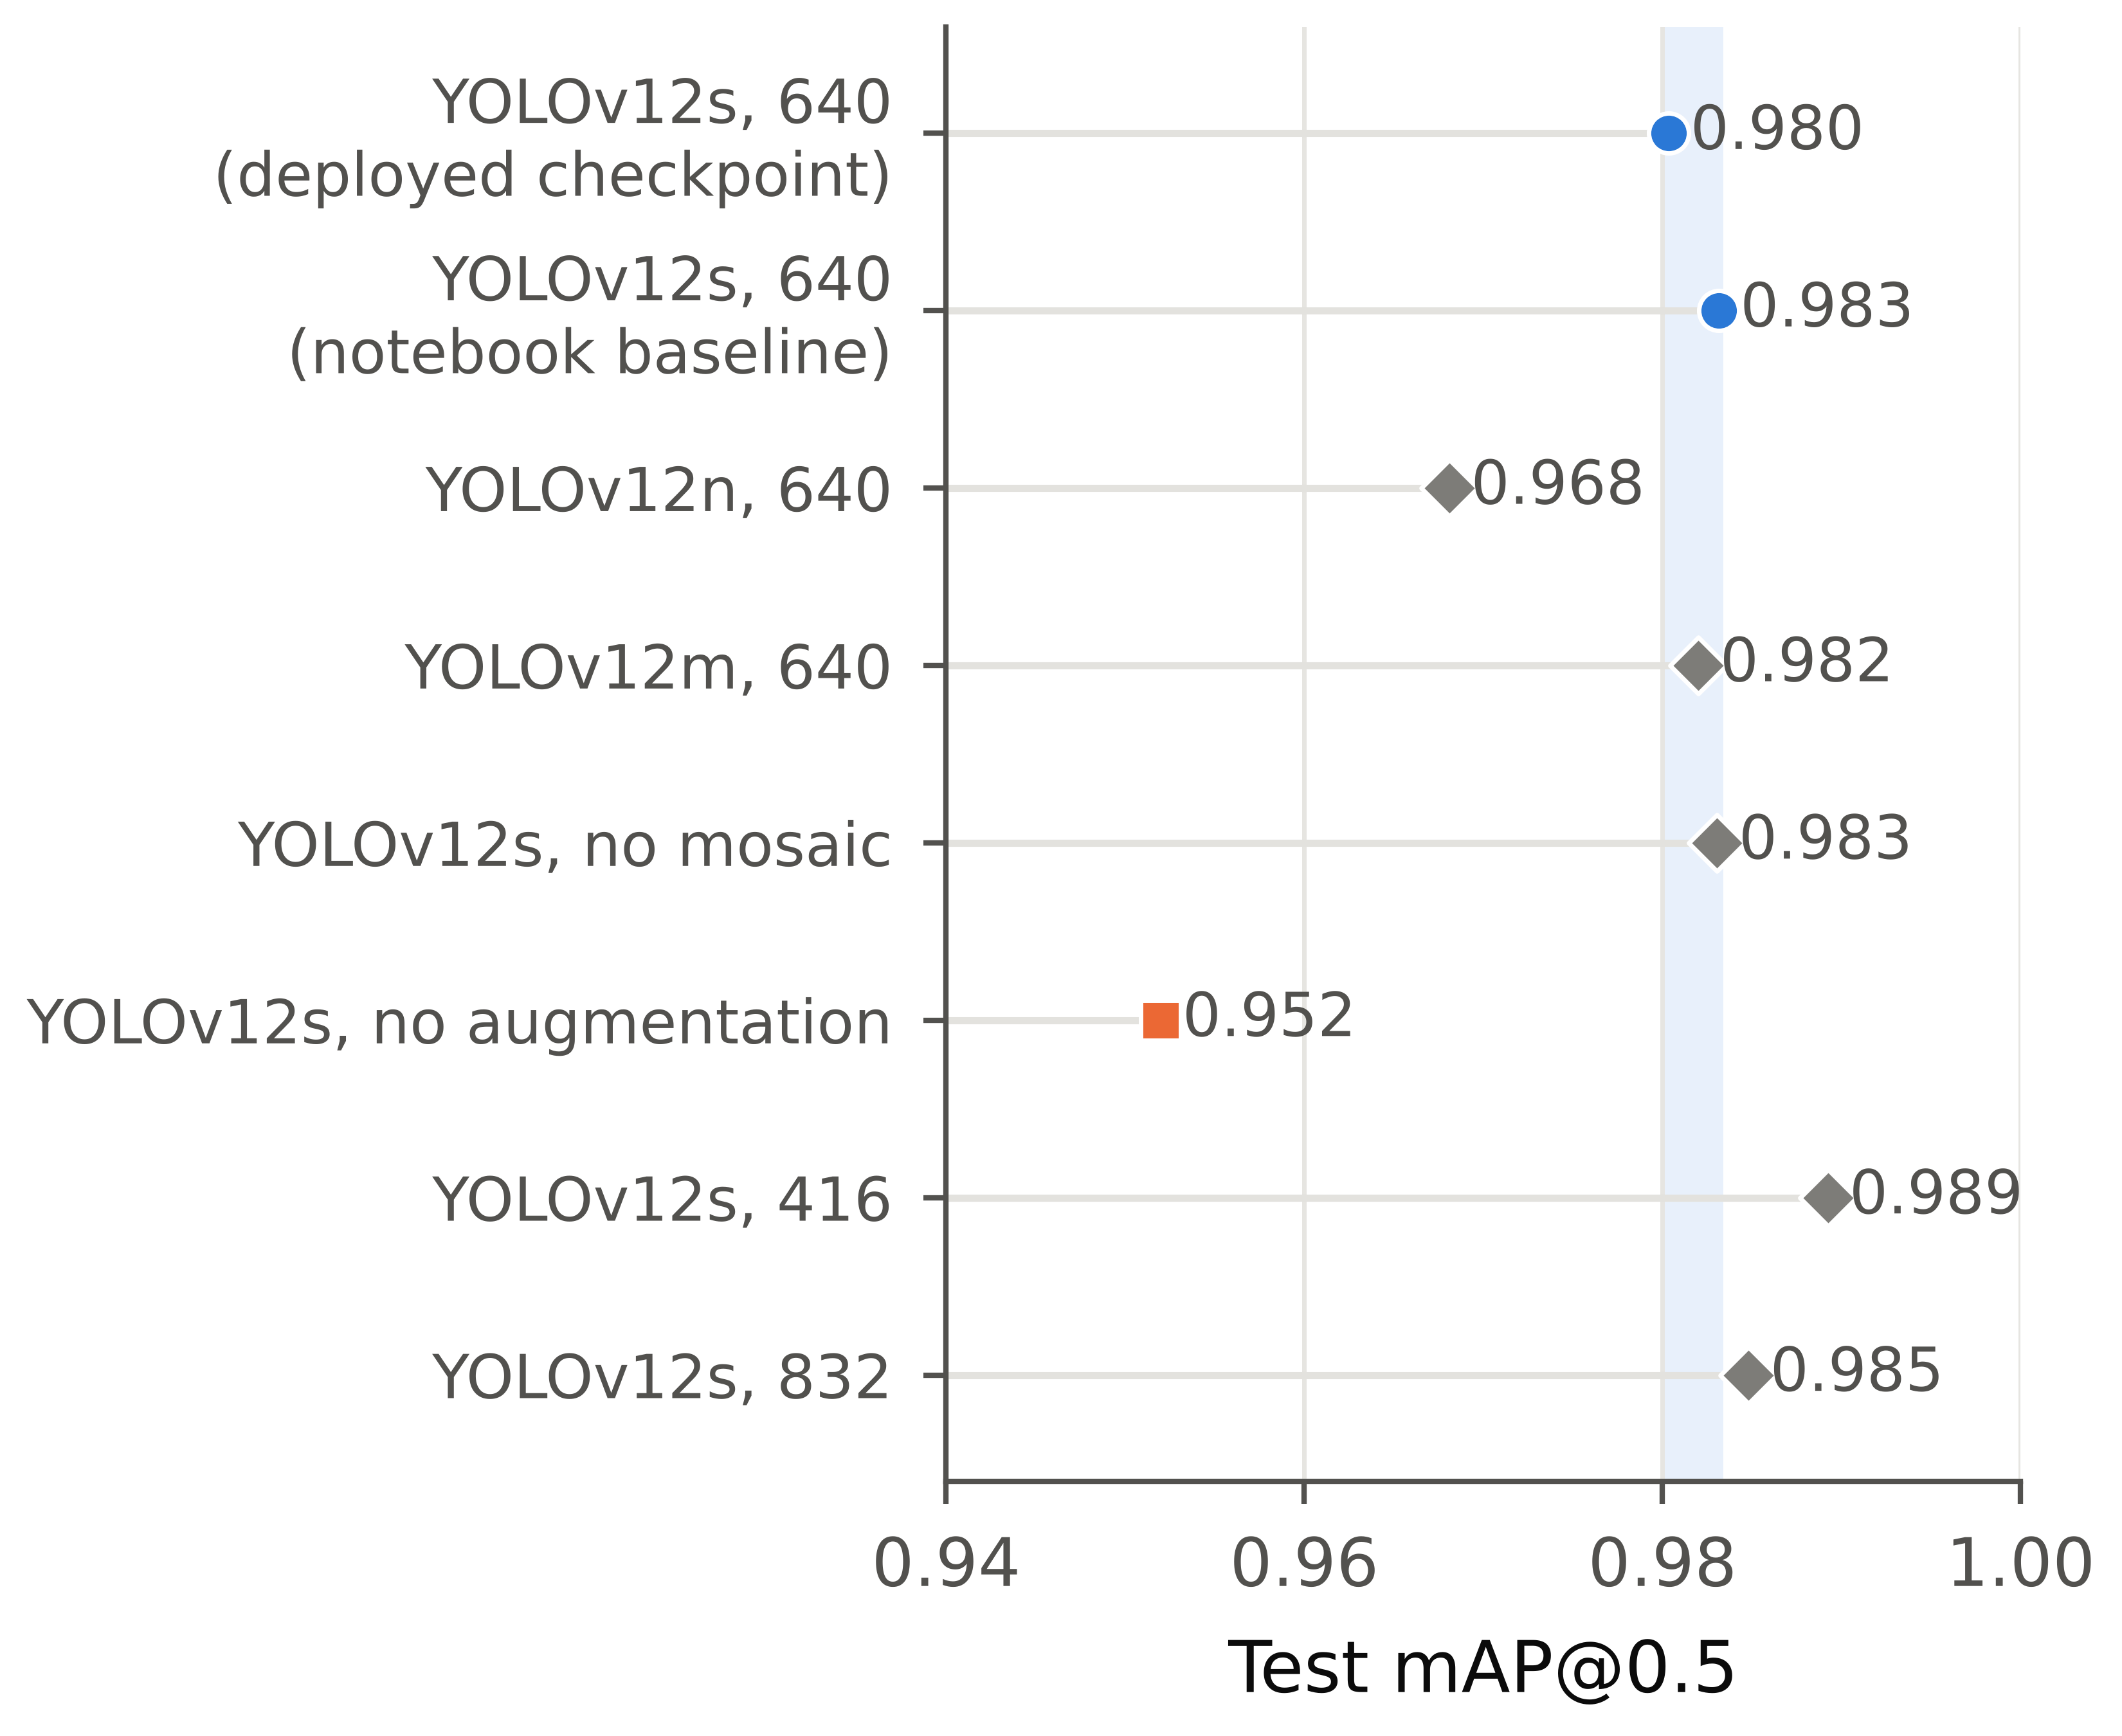 YOLOv12s, 640
(deployed checkpoint)
0.980
YOLOv12s, 640
(notebook baseline)
0.983
YOLOv12n, 640
0.968
YOLOv12m, 640
0.982
YOLOv12s, no mosaic
0.983
YOLOv12s, no augmentation
0.952
YOLOv12s, 416
0.989
YOLOv12s, 832
0.985
0.94
0.96
0.98
1.00
Test mAP@0.5